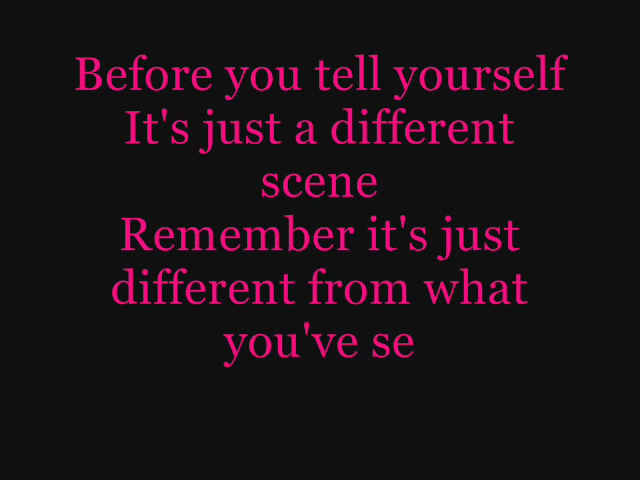 Before you tell yourself
It's just a different
scene
Remember it's just
different from what
you've se